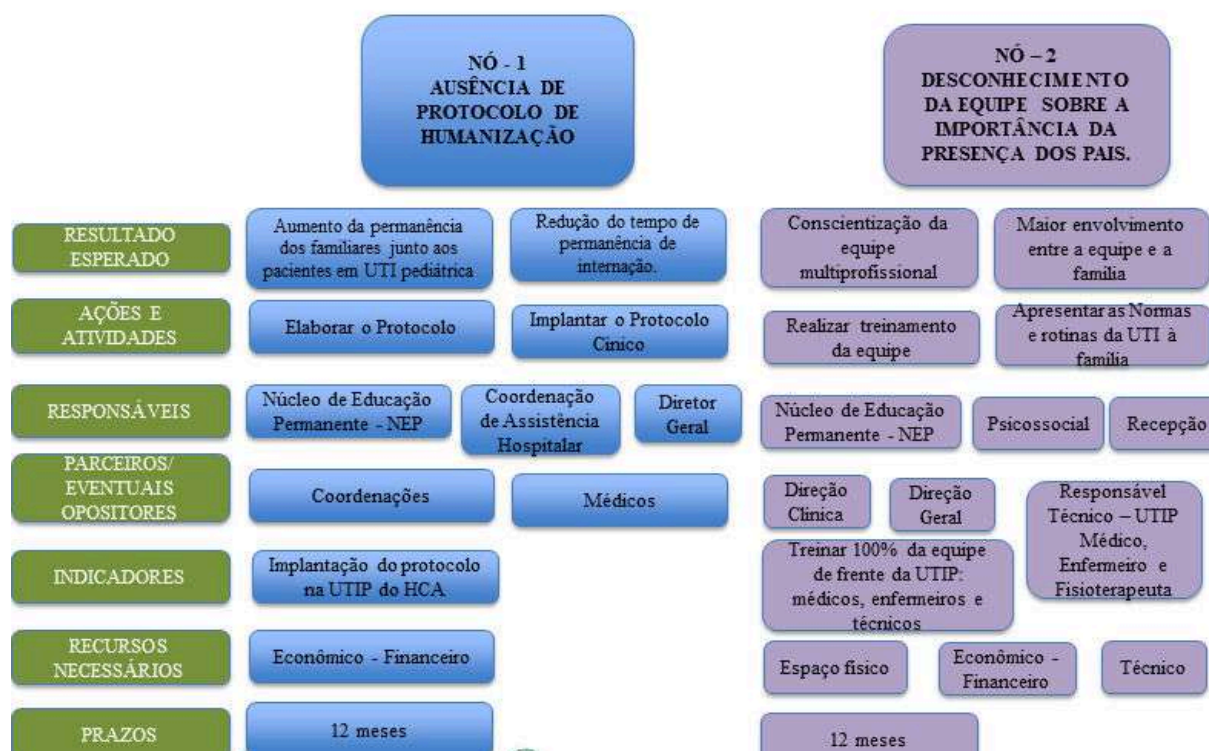 NÓ - 1
AUSÊNCIA DE
PROTOCOLO DE
HUMANIZAÇÃO
NÓ – 2
DESCONHECIMENTO
DA EQUIPE SOBRE A
IMPORTÂNCIA DA
PRESENÇA DOS PAIS.
RESULTADO
ESPERADO
Aumento da permanência
dos familiares junto aos
pacientes em UTI pediátrica
Redução do tempo de
permanência de
internação.
Conscientização da
equipe
multiprofissional
Maior envolvimento
entre a equipe e a
família
AÇÕES E
ATIVIDADES
Elaborar o Protocolo
Implantar o Protocolo
Cínico
Realizar treinamento
da equipe
Apresentar as Normas
e rotinas da UTI à
família
RESPONSÁVEIS
Núcleo de Educação
Permanente - NEP
Coordenação
de Assistência
Hospitalar
Diretor
Geral
Núcleo de Educação
Permanente - NEP
Psicossocial
Recepção
PARCEIROS/
EVENTUAIS
OPOSITORES
Coordenações
Médicos
Direção
Clínica
Direção
Geral
Responsável
Técnico – UTIP
Médico,
Enfermeiro e
Fisioterapeuta
INDICADORES
Implantação do protocolo
na UTIP do HCA
Treinar 100% da equipe
de frente da UTIP:
médicos, enfermeiros e
técnicos
RECURSOS
NECESSÁRIOS
Econômico - Financeiro
Espaço físico
Econômico -
Financeiro
Técnico
PRAZOS
12 meses
12 meses